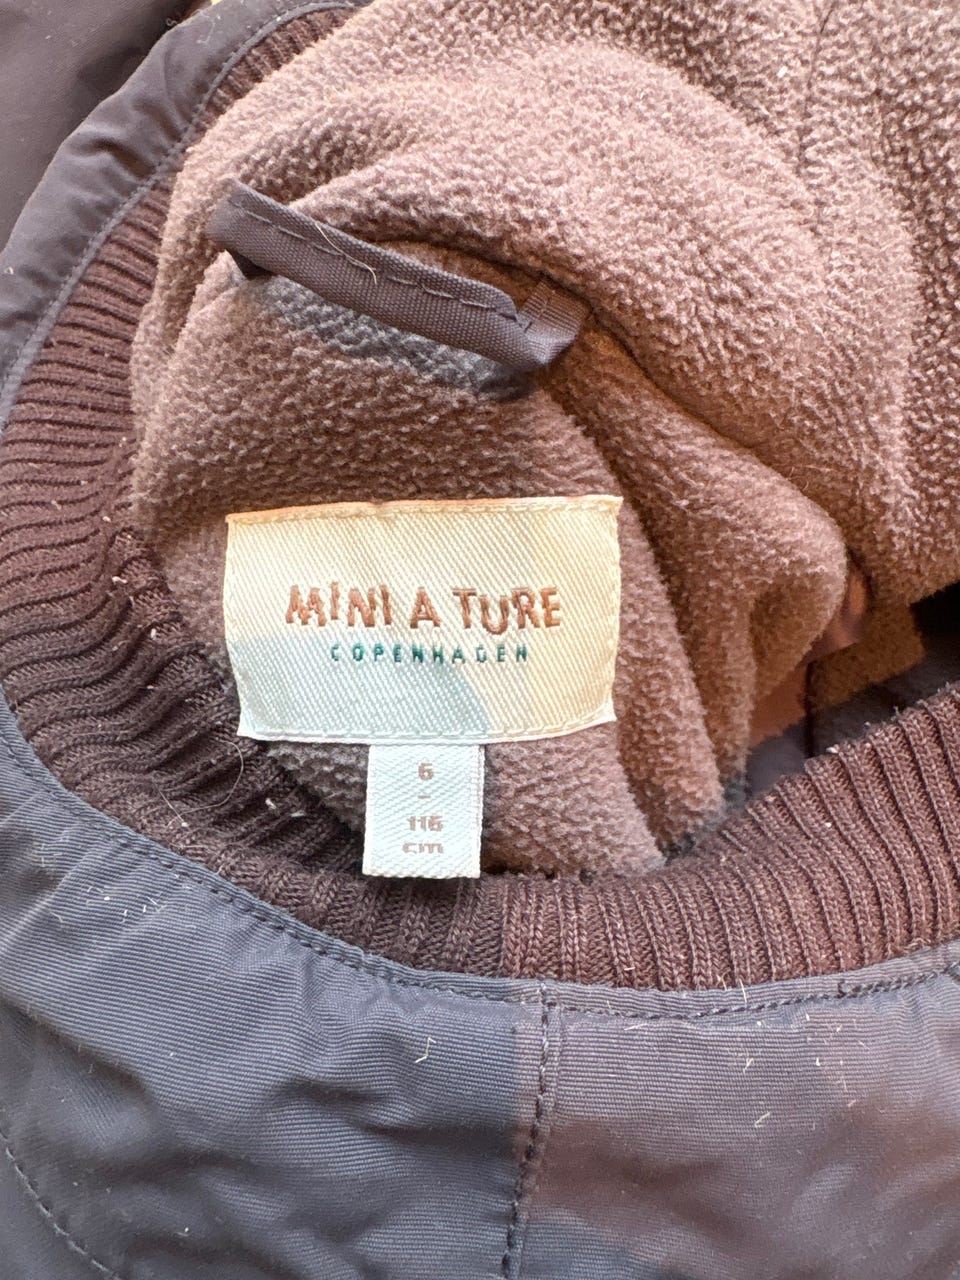 MINI A TURE
COPENHAGEN
6
-
116
cm